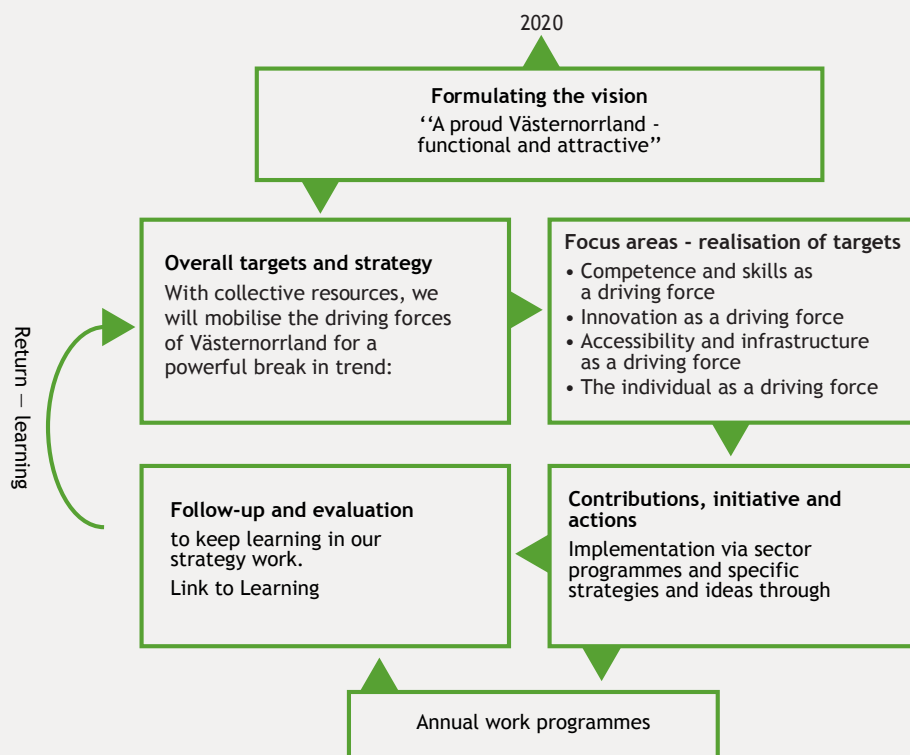 2020
Formulating the vision
‘‘A proud Västernorrland -
functional and attractive’’
Overall targets and strategy
With collective resources, we
will mobilise the driving forces
of Västernorrland for a
powerful break in trend:
Focus areas - realisation of targets
• Competence and skills as
a driving force
• Innovation as a driving force
• Accessibility and infrastructure
as a driving force
• The individual as a driving force
Return — learning
Follow-up and evaluation
to keep learning in our
strategy work.
Link to Learning
Contributions, initiative and
actions
Implementation via sector
programmes and specific
strategies and ideas through
Annual work programmes